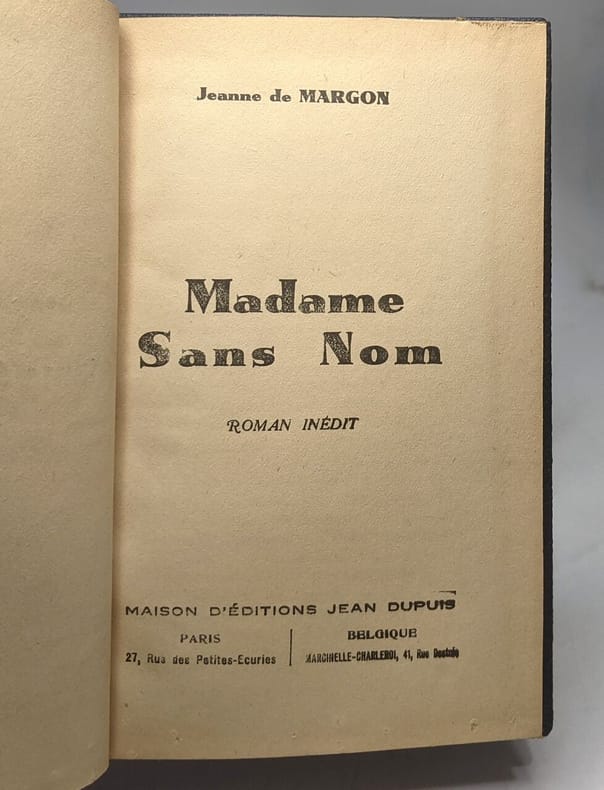 Jeanne de MARGON
Madame
Sans Nom
ROMAN INÉDIT
MAISON D'ÉDITIONS JEAN DUPUIS
PARIS
27, Rue des Petites-Ecuries
BELGIQUE
MARCINELLE-CHARLEROI, 41, Rue Destrée